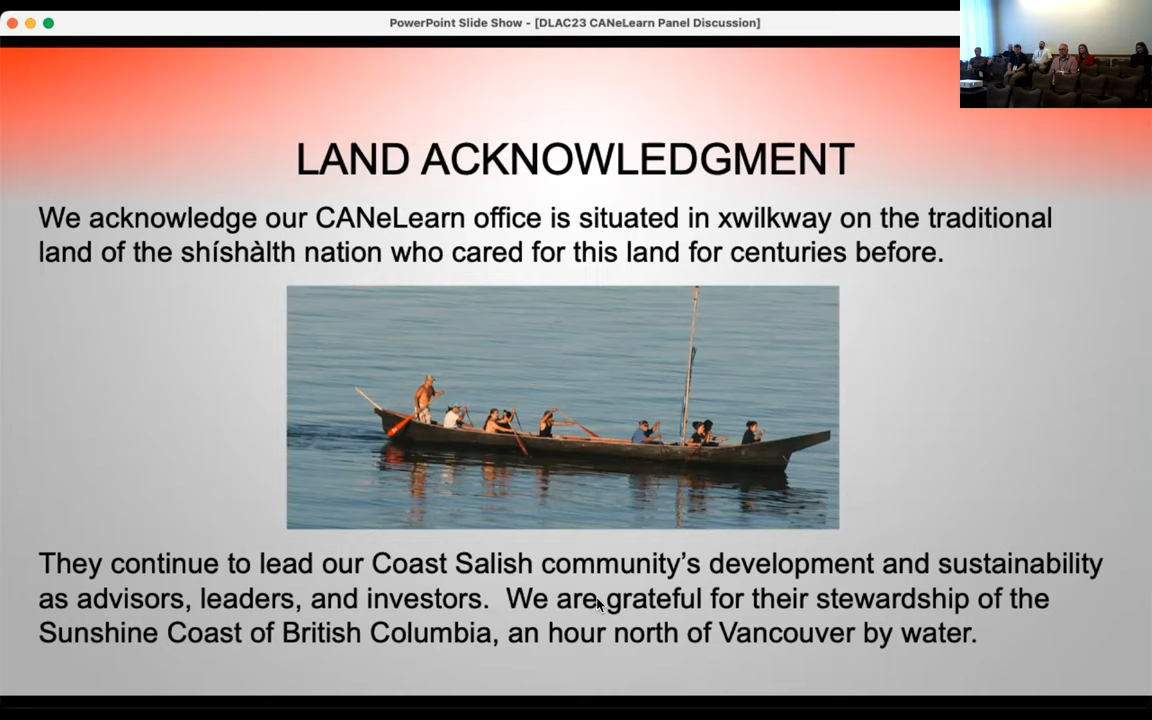 PowerPoint Slide Show - [DLAC23 CANeLearn Panel Discussion]
LAND ACKNOWLEDGMENT
We acknowledge our CANeLearn office is situated in xwilkway on the traditional
land of the shíshàlth nation who cared for this land for centuries before.
They continue to lead our Coast Salish community’s development and sustainability
as advisors, leaders, and investors.  We are grateful for their stewardship of the
Sunshine Coast of British Columbia, an hour north of Vancouver by water.